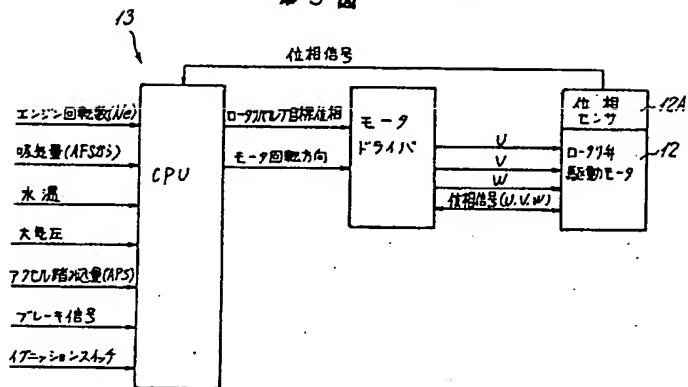 第5図
13
位相信号
エンジン回転数(Ne)
吸気量(AFSから)
水温
大気圧
アクセル踏み込量(APS)
ブレーキ信号
イグニッションスイッチ
CPU
ロータリバルブ目標位相
モータ回転方向
モータ
ドライバ
U
V
W
位相信号(U.V.W)
位相
センサ
12A
ロータリ弁
駆動モータ
12